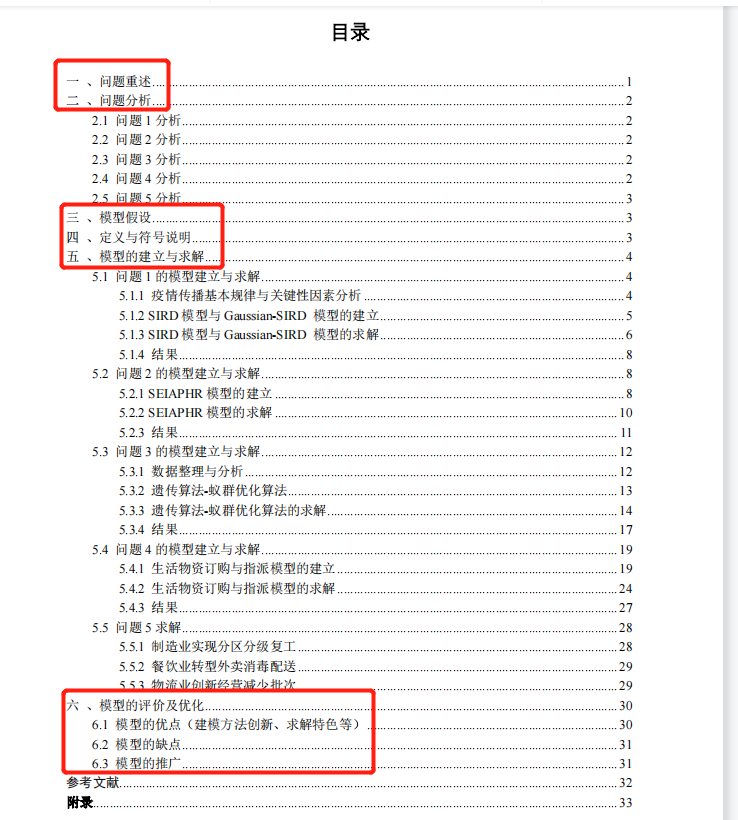 目录
一 、问题重述 1
二 、问题分析 2
2.1 问题 1 分析 2
2.2 问题 2 分析 2
2.3 问题 3 分析 2
2.4 问题 4 分析 2
2.5 问题 5 分析 3
三 、模型假设 3
四 、定义与符号说明 3
五 、模型的建立与求解 4
5.1 问题 1 的模型建立与求解 4
5.1.1 疫情传播基本规律与关键性因素分析 4
5.1.2 SIRD 模型与 Gaussian-SIRD 模型的建立 5
5.1.3 SIRD 模型与 Gaussian-SIRD 模型的求解 6
5.1.4 结果 8
5.2 问题 2 的模型建立与求解 8
5.2.1 SEIAPHR 模型的建立 8
5.2.2 SEIAPHR 模型的求解 10
5.2.3 结果 11
5.3 问题 3 的模型建立与求解 12
5.3.1 数据整理与分析 12
5.3.2 遗传算法-蚁群优化算法 13
5.3.3 遗传算法-蚁群优化算法的求解 14
5.3.4 结果 17
5.4 问题 4 的模型建立与求解 19
5.4.1 生活物资订购与指派模型的建立 19
5.4.2 生活物资订购与指派模型的求解 24
5.4.3 结果 27
5.5 问题 5 求解 28
5.5.1 制造业实现分区分级复工 28
5.5.2 餐饮业转型外卖消毒配送 29
5.5.3 物流业创新经营减少批次 29
六 、模型的评价及优化 30
6.1 模型的优点（建模方法创新、求解特色等） 30
6.2 模型的缺点 31
6.3 模型的推广 31
参考文献 32
附录 33